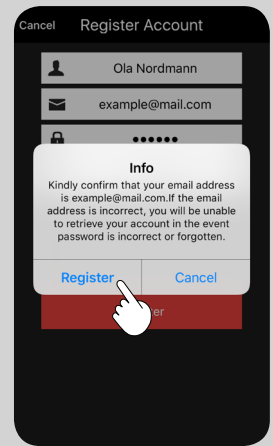 Cancel Register Account
Ola Nordmann
example@mail.com
••••••
Info
Kindly confirm that your email address
is example@mail.com.If the email
address is incorrect, you will be unable
to retrieve your account in the event
password is incorrect or forgotten.
Register Cancel